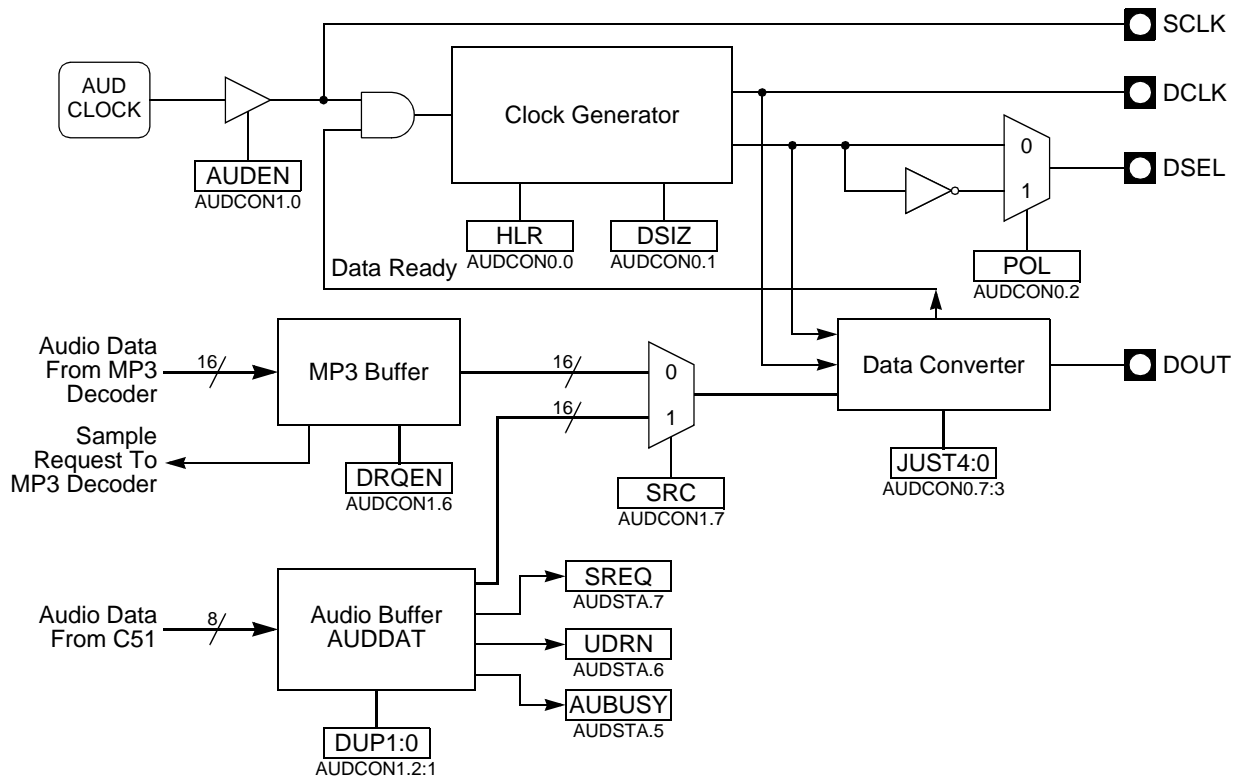 SCLK
AUD
CLOCK
Clock Generator
DCLK
0
1
DSEL
AUDEN
AUDCON1.0
HLR
AUDCON0.0
DSIZ
AUDCON0.1
POL
AUDCON0.2
Data Ready
Audio Data
From MP3
Decoder
16
MP3 Buffer
16
0
16
1
Data Converter
DOUT
Sample
Request To
MP3 Decoder
DRQEN
AUDCON1.6
SRC
AUDCON1.7
JUST4:0
AUDCON0.7:3
Audio Data
From C51
8
Audio Buffer
AUDDAT
SREQ
AUDSTA.7
UDRN
AUDSTA.6
AUBUSY
AUDSTA.5
DUP1:0
AUDCON1.2:1